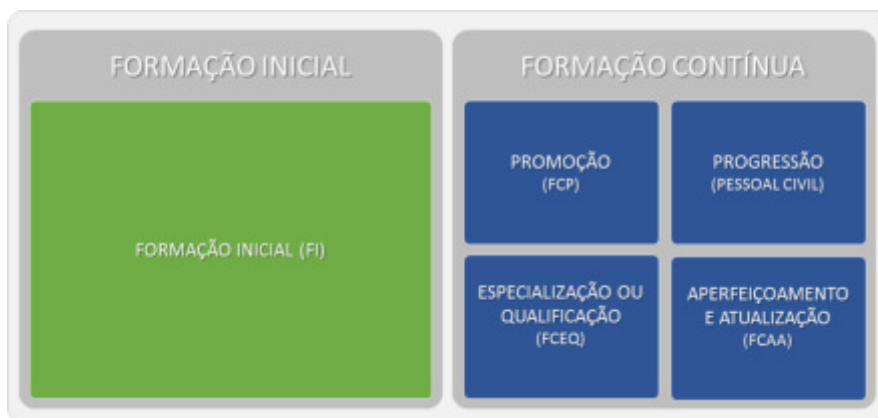 FORMAÇÃO INICIAL
FORMAÇÃO INICIAL (FI)
FORMAÇÃO CONTÍNUA
PROMOÇÃO
(FCP)
PROGRESSÃO
(PESSOAL CIVIL)
ESPECIALIZAÇÃO OU
QUALIFICAÇÃO
(FCEQ)
APERFEIÇOAMENTO
E ATUALIZAÇÃO
(FCAA)